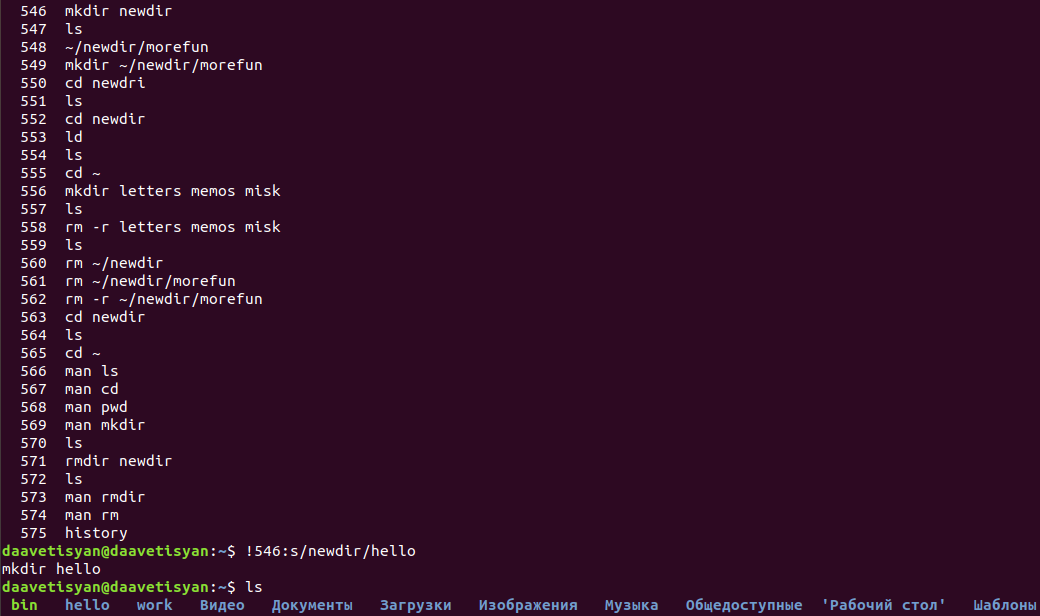 546 mkdir newdir
547 ls
548 ~/newdir/morefun
549 mkdir ~/newdir/morefun
550 cd newdri
551 ls
552 cd newdir
553 ld
554 ls
555 cd ~
556 mkdir letters memos misk
557 ls
558 rm -r letters memos misk
559 ls
560 rm ~/newdir
561 rm ~/newdir/morefun
562 rm -r ~/newdir/morefun
563 cd newdir
564 ls
565 cd ~
566 man ls
567 man cd
568 man pwd
569 man mkdir
570 ls
571 rmdir newdir
572 ls
573 man rmdir
574 man rm
575 history
daavetisyan@daavetisyan:~$ !546:s/newdir/hello
mkdir hello
daavetisyan@daavetisyan:~$ ls
bin hello work Видео Документы Загрузки Изображения Музыка Общедоступные 'Рабочий стол' Шаблоны